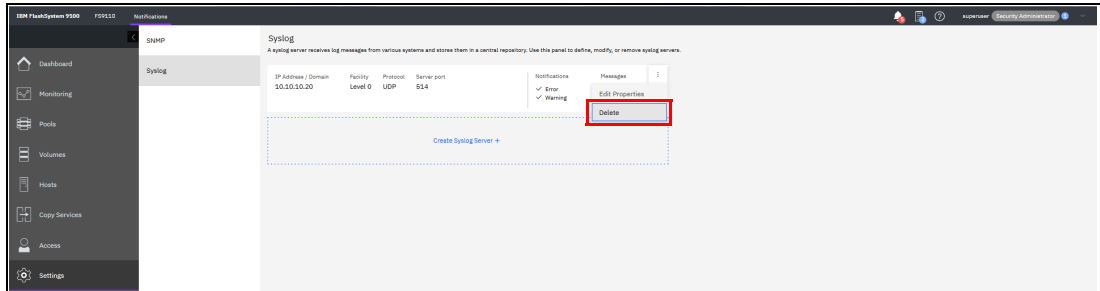 IBM FlashSystem 9100 FS9110 Notifications
superuser Security Administrator
SNMP
Syslog
Dashboard
Monitoring
Pools
Volumes
Hosts
Copy Services
Access
Settings
Syslog
A syslog server receives log messages from various systems and stores them in a central repository. Use this panel to define, modify, or remove syslog servers.
IP Address / Domain Facility Protocol Server port Notifications Messages
10.10.10.20 Level 0 UDP 514
Error
Warning
Edit Properties
Delete
Create Syslog Server +